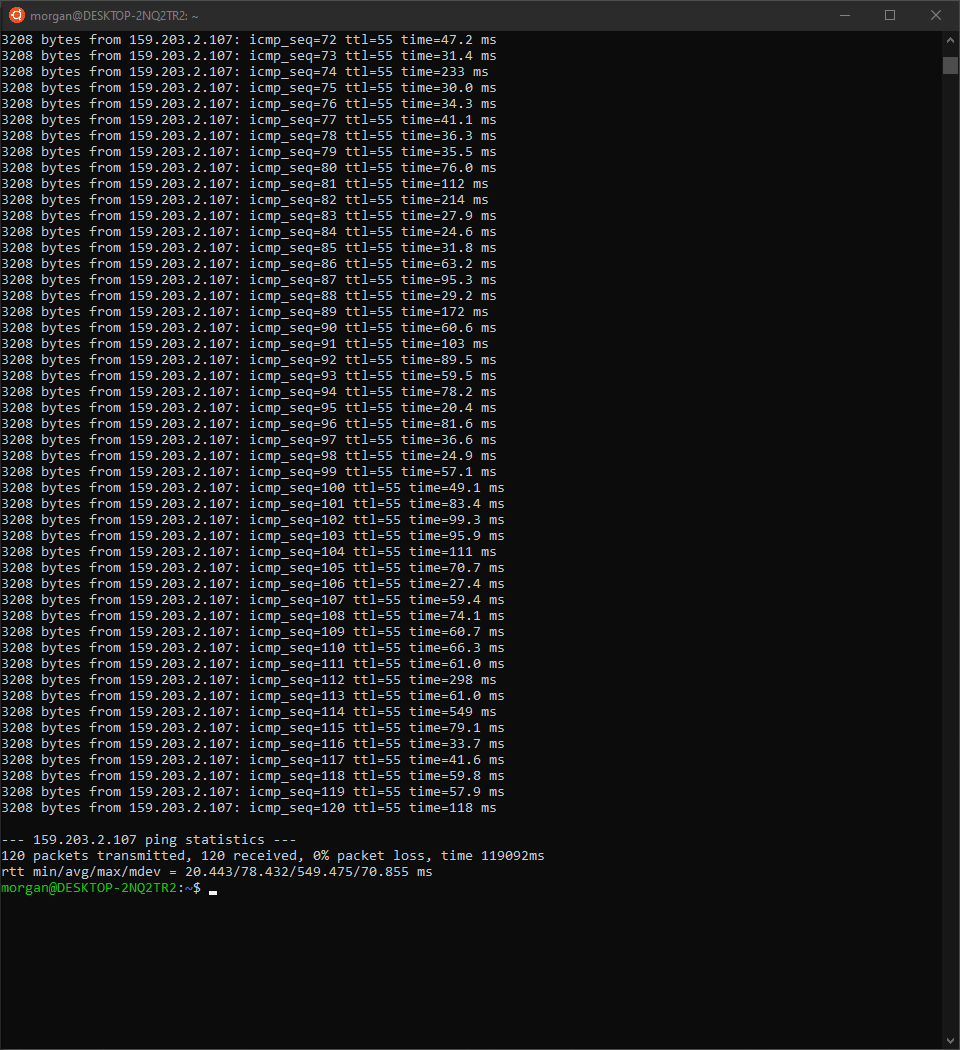 morgan@DESKTOP-2NQ2TR2: ~
3208 bytes from 159.203.2.107: icmp_seq=72 ttl=55 time=47.2 ms
3208 bytes from 159.203.2.107: icmp_seq=73 ttl=55 time=31.4 ms
3208 bytes from 159.203.2.107: icmp_seq=74 ttl=55 time=233 ms
3208 bytes from 159.203.2.107: icmp_seq=75 ttl=55 time=30.0 ms
3208 bytes from 159.203.2.107: icmp_seq=76 ttl=55 time=34.3 ms
3208 bytes from 159.203.2.107: icmp_seq=77 ttl=55 time=41.1 ms
3208 bytes from 159.203.2.107: icmp_seq=78 ttl=55 time=36.3 ms
3208 bytes from 159.203.2.107: icmp_seq=79 ttl=55 time=35.5 ms
3208 bytes from 159.203.2.107: icmp_seq=80 ttl=55 time=76.0 ms
3208 bytes from 159.203.2.107: icmp_seq=81 ttl=55 time=112 ms
3208 bytes from 159.203.2.107: icmp_seq=82 ttl=55 time=214 ms
3208 bytes from 159.203.2.107: icmp_seq=83 ttl=55 time=27.9 ms
3208 bytes from 159.203.2.107: icmp_seq=84 ttl=55 time=24.6 ms
3208 bytes from 159.203.2.107: icmp_seq=85 ttl=55 time=31.8 ms
3208 bytes from 159.203.2.107: icmp_seq=86 ttl=55 time=63.2 ms
3208 bytes from 159.203.2.107: icmp_seq=87 ttl=55 time=95.3 ms
3208 bytes from 159.203.2.107: icmp_seq=88 ttl=55 time=29.2 ms
3208 bytes from 159.203.2.107: icmp_seq=89 ttl=55 time=172 ms
3208 bytes from 159.203.2.107: icmp_seq=90 ttl=55 time=60.6 ms
3208 bytes from 159.203.2.107: icmp_seq=91 ttl=55 time=103 ms
3208 bytes from 159.203.2.107: icmp_seq=92 ttl=55 time=89.5 ms
3208 bytes from 159.203.2.107: icmp_seq=93 ttl=55 time=59.5 ms
3208 bytes from 159.203.2.107: icmp_seq=94 ttl=55 time=78.2 ms
3208 bytes from 159.203.2.107: icmp_seq=95 ttl=55 time=20.4 ms
3208 bytes from 159.203.2.107: icmp_seq=96 ttl=55 time=81.6 ms
3208 bytes from 159.203.2.107: icmp_seq=97 ttl=55 time=36.6 ms
3208 bytes from 159.203.2.107: icmp_seq=98 ttl=55 time=24.9 ms
3208 bytes from 159.203.2.107: icmp_seq=99 ttl=55 time=57.1 ms
3208 bytes from 159.203.2.107: icmp_seq=100 ttl=55 time=49.1 ms
3208 bytes from 159.203.2.107: icmp_seq=101 ttl=55 time=83.4 ms
3208 bytes from 159.203.2.107: icmp_seq=102 ttl=55 time=99.3 ms
3208 bytes from 159.203.2.107: icmp_seq=103 ttl=55 time=95.9 ms
3208 bytes from 159.203.2.107: icmp_seq=104 ttl=55 time=111 ms
3208 bytes from 159.203.2.107: icmp_seq=105 ttl=55 time=70.7 ms
3208 bytes from 159.203.2.107: icmp_seq=106 ttl=55 time=27.4 ms
3208 bytes from 159.203.2.107: icmp_seq=107 ttl=55 time=59.4 ms
3208 bytes from 159.203.2.107: icmp_seq=108 ttl=55 time=74.1 ms
3208 bytes from 159.203.2.107: icmp_seq=109 ttl=55 time=60.7 ms
3208 bytes from 159.203.2.107: icmp_seq=110 ttl=55 time=66.3 ms
3208 bytes from 159.203.2.107: icmp_seq=111 ttl=55 time=61.0 ms
3208 bytes from 159.203.2.107: icmp_seq=112 ttl=55 time=298 ms
3208 bytes from 159.203.2.107: icmp_seq=113 ttl=55 time=61.0 ms
3208 bytes from 159.203.2.107: icmp_seq=114 ttl=55 time=549 ms
3208 bytes from 159.203.2.107: icmp_seq=115 ttl=55 time=79.1 ms
3208 bytes from 159.203.2.107: icmp_seq=116 ttl=55 time=33.7 ms
3208 bytes from 159.203.2.107: icmp_seq=117 ttl=55 time=41.6 ms
3208 bytes from 159.203.2.107: icmp_seq=118 ttl=55 time=59.8 ms
3208 bytes from 159.203.2.107: icmp_seq=119 ttl=55 time=57.9 ms
3208 bytes from 159.203.2.107: icmp_seq=120 ttl=55 time=118 ms
--- 159.203.2.107 ping statistics ---
120 packets transmitted, 120 received, 0% packet loss, time 119092ms
rtt min/avg/max/mdev = 20.443/78.432/549.475/70.855 ms
morgan@DESKTOP-2NQ2TR2:~$